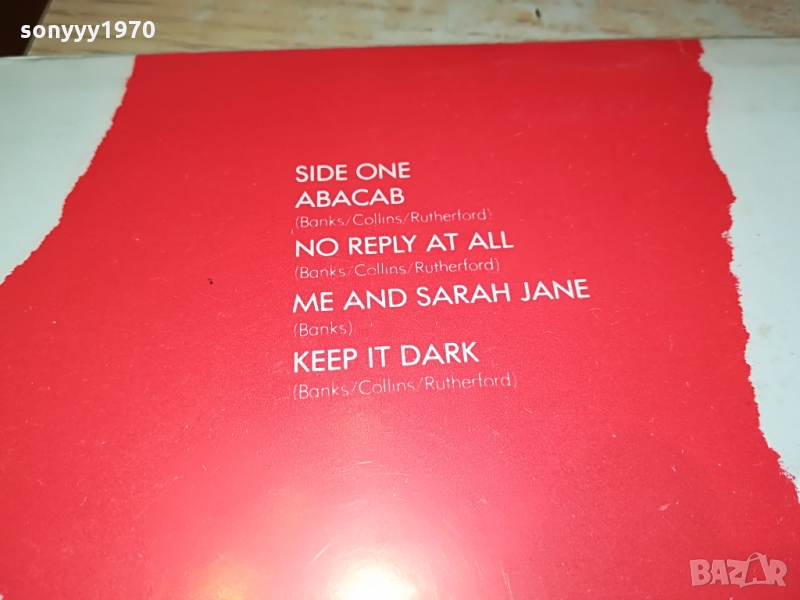 sonyyy1970
SIDE ONE
ABACAB
(Banks/Collins/Rutherford)
NO REPLY AT ALL
(Banks/Collins/Rutherford)
ME AND SARAH JANE
(Banks)
KEEP IT DARK
(Banks/Collins/Rutherford)
BAZAR